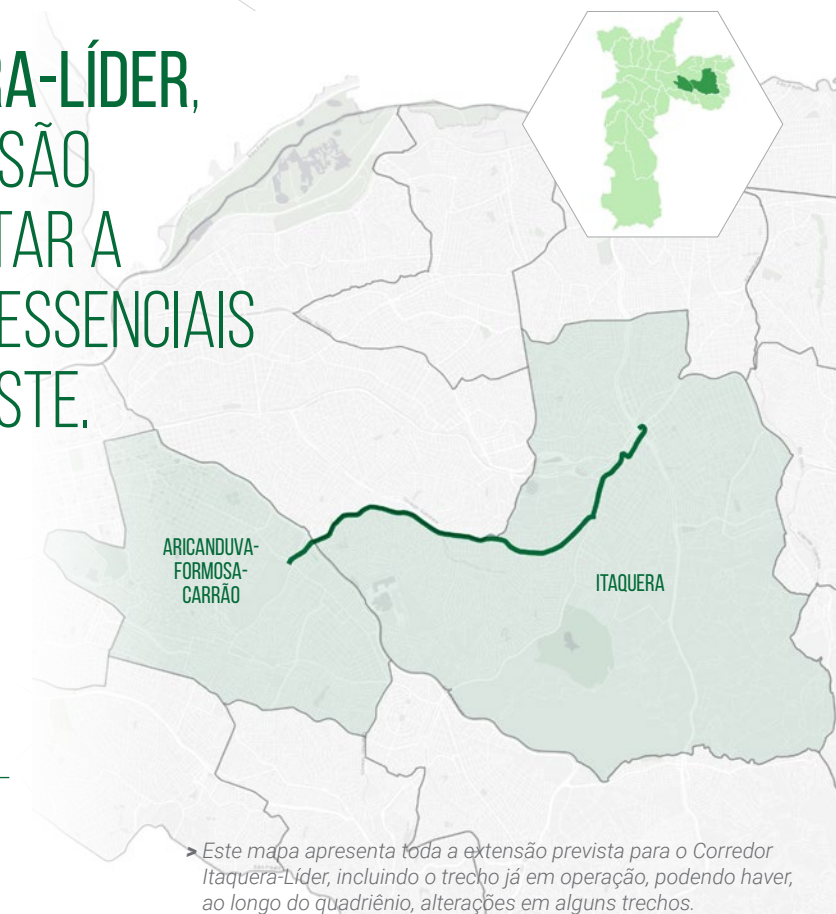 RA-LÍDER,
SÃO
TAR A
ESSENCIAIS
STE.
ARICANDUVA-
FORMOSA-
CARRÃO
ITAQUERA
> Este mapa apresenta toda a extensão prevista para o Corredor
Itaquera-Líder, incluindo o trecho já em operação, podendo haver,
ao longo do quadriênio, alterações em alguns trechos.